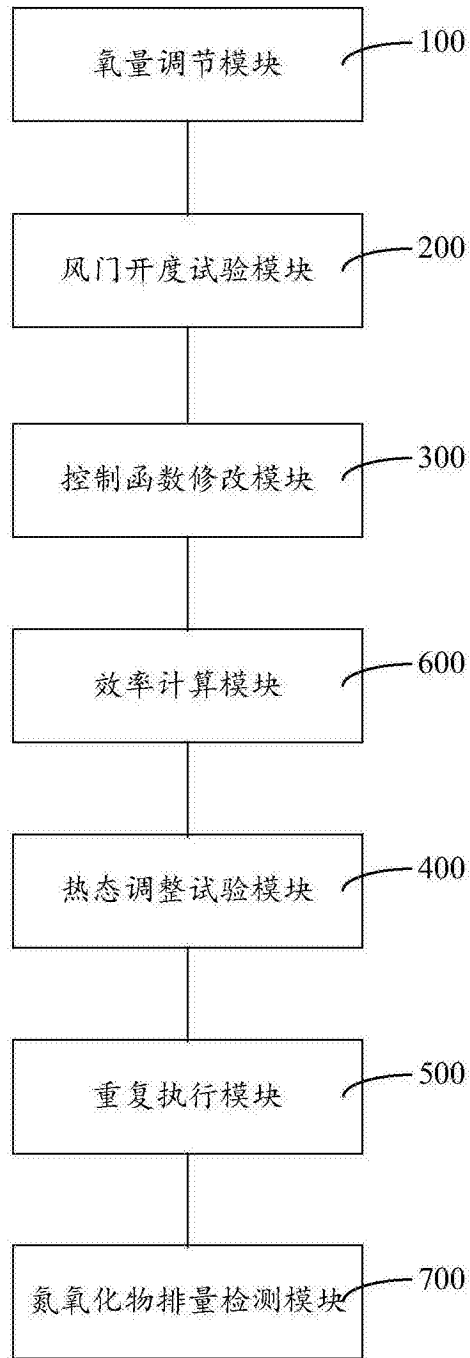 氧量调节模块
100
风门开度试验模块
200
控制函数修改模块
300
效率计算模块
600
热态调整试验模块
400
重复执行模块
500
氮氧化物排量检测模块
700